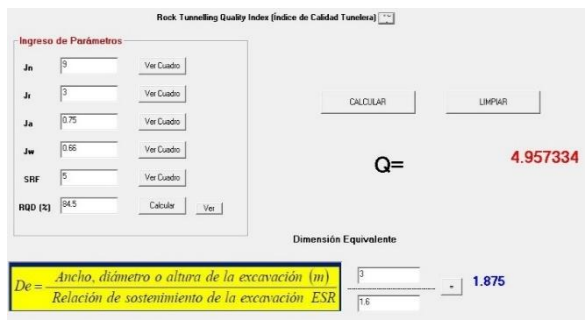 Rock Tunnelling Quality Index (Índice de Calidad Tunelera)
Ingreso de Parámetros
Jn 9 Ver Cuadro
Jr 3 Ver Cuadro
Ja 0.75 Ver Cuadro
Jw 0.66 Ver Cuadro
SRF 5 Ver Cuadro
RQD (%) 84.5 Calcular Ver
CALCULAR LIMPIAR
Q= 4.957334
Dimensión Equivalente
De = Ancho, diámetro o altura de la excavación (m)
Relación de sostenimiento de la excavación ESR
3
1.6
= 1.875